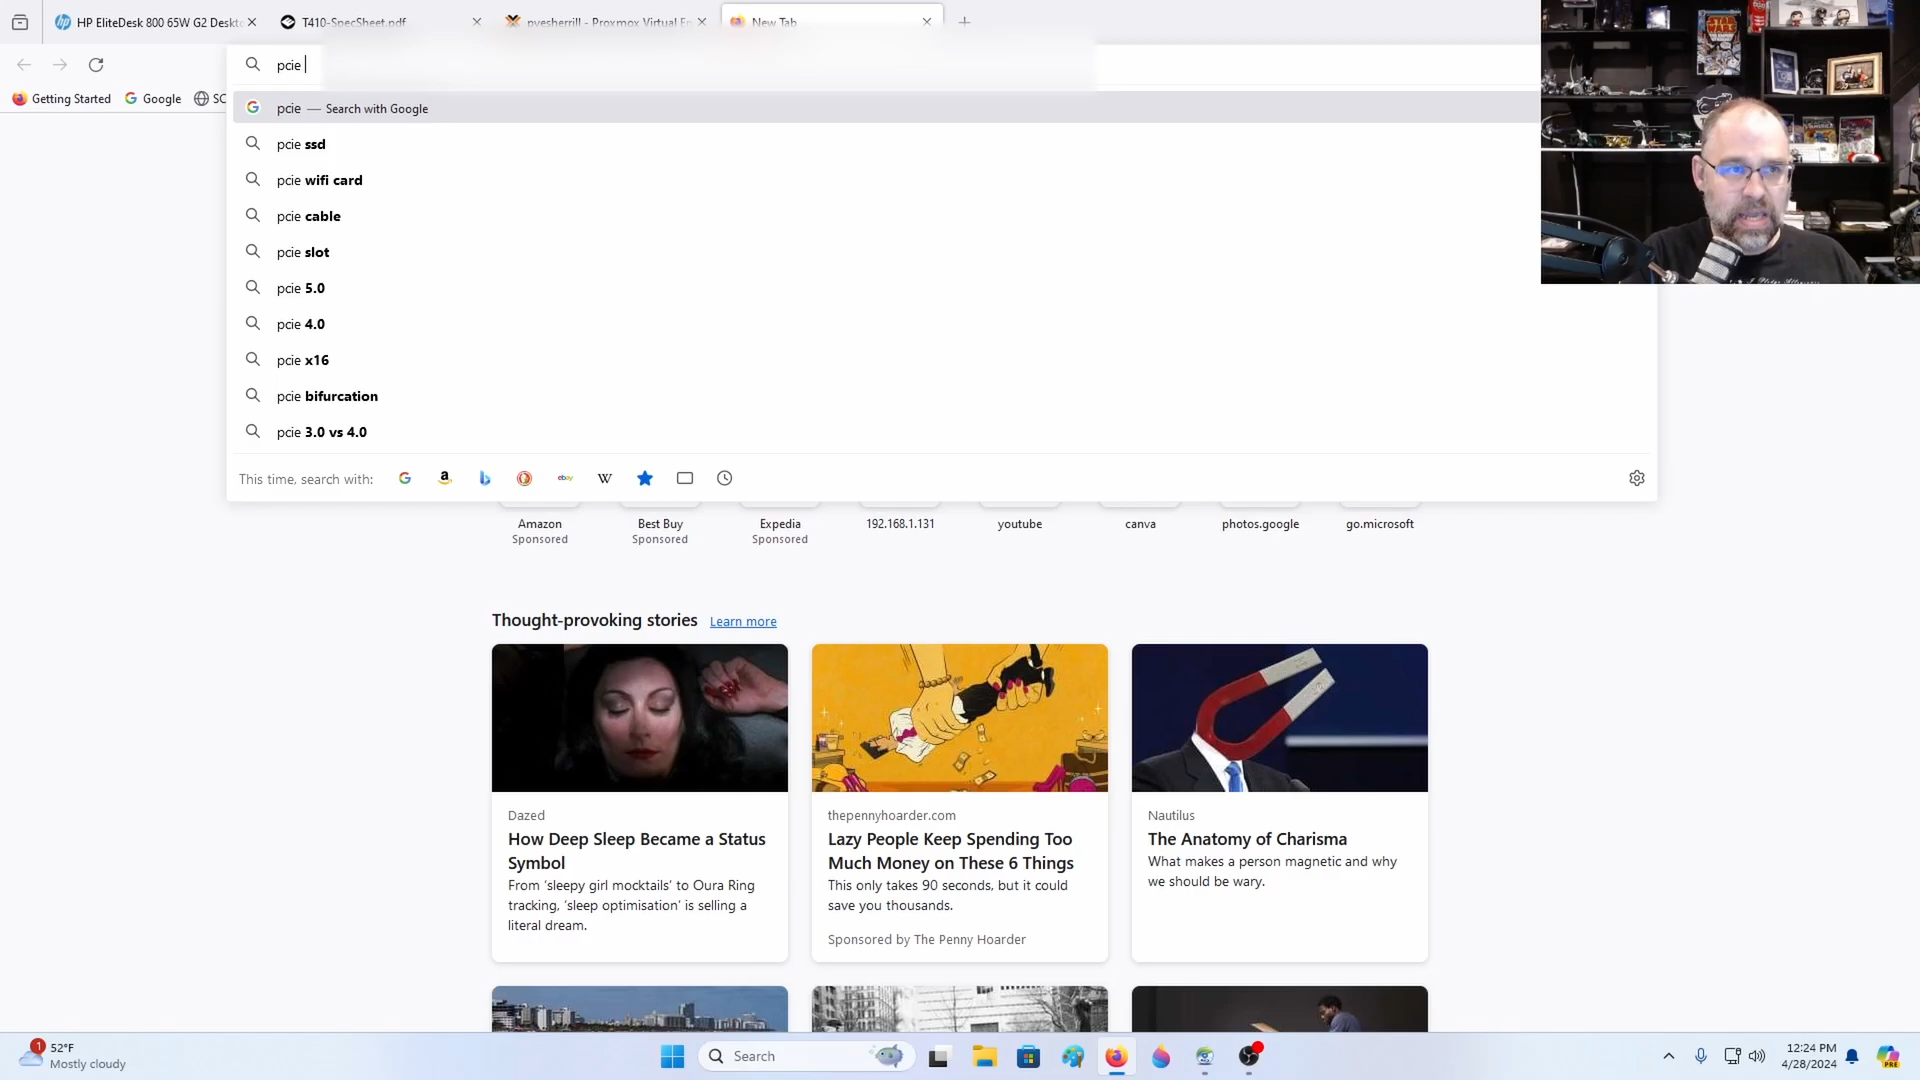 HP EliteDesk 800 65W G2 Deskt
T410-SpecSheet.pdf
pvesherrill - Proxmox Virtual En
New Tab
pcie
Getting Started
Google
SC
pcie — Search with Google
pcie ssd
pcie wifi card
pcie cable
pcie slot
pcie 5.0
pcie 4.0
pcie x16
pcie bifurcation
pcie 3.0 vs 4.0
This time, search with:
Amazon
Sponsored
Best Buy
Sponsored
Expedia
Sponsored
192.168.1.131
youtube
canva
photos.google
go.microsoft
Thought-provoking stories Learn more
Dazed
How Deep Sleep Became a Status
Symbol
From ‘sleepy girl mocktails’ to Oura Ring
tracking, ‘sleep optimisation’ is selling a
literal dream.
thepennyhoarder.com
Lazy People Keep Spending Too
Much Money on These 6 Things
This only takes 90 seconds, but it could
save you thousands.
Sponsored by The Penny Hoarder
Nautilus
The Anatomy of Charisma
What makes a person magnetic and why
we should be wary.
1
52°F
Mostly cloudy
Search
12:24 PM
4/28/2024
PRE
STAR WARS